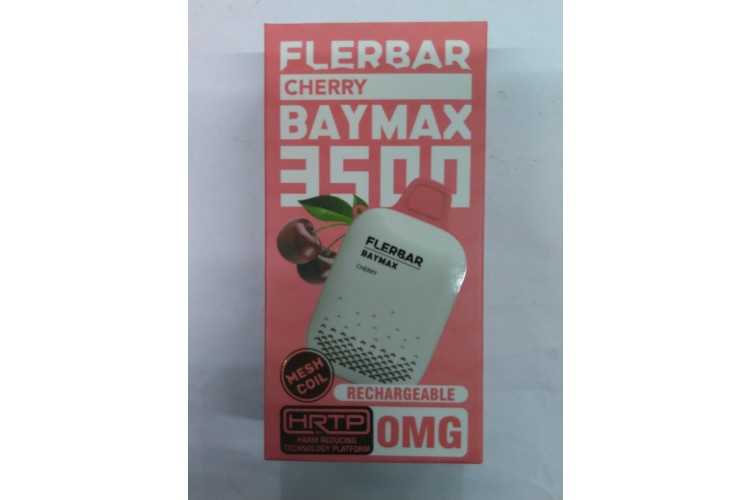 FLERBAR
CHERRY
BAYMAX
3500
FLERBAR
BAYMAX
CHERRY
MESH
COIL
RECHARGEABLE
HRTP
HARM REDUCING
TECHNOLOGY PLATFORM
0MG